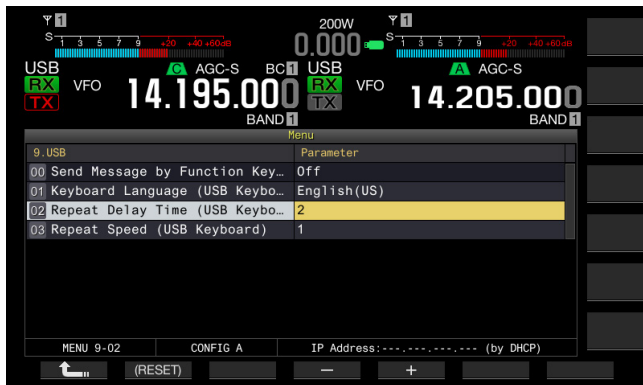 1 200W 1
S 1 3 5 7 9 +20 +40 +60dB 0.000 S 1 3 5 7 9 +20 +40 +60dB
USB C AGC-S BC1 USB A AGC-S
RX VFO 14.195.000 RX VFO 14.205.000
TX TX
BAND 1 BAND 1
Menu
9.USB Parameter
00 Send Message by Function Key… Off
01 Keyboard Language (USB Keybo… English(US)
02 Repeat Delay Time (USB Keybo… 2
03 Repeat Speed (USB Keyboard) 1
MENU 9-02 CONFIG A IP Address:---.---.---.--- (by DHCP)
(RESET) − +